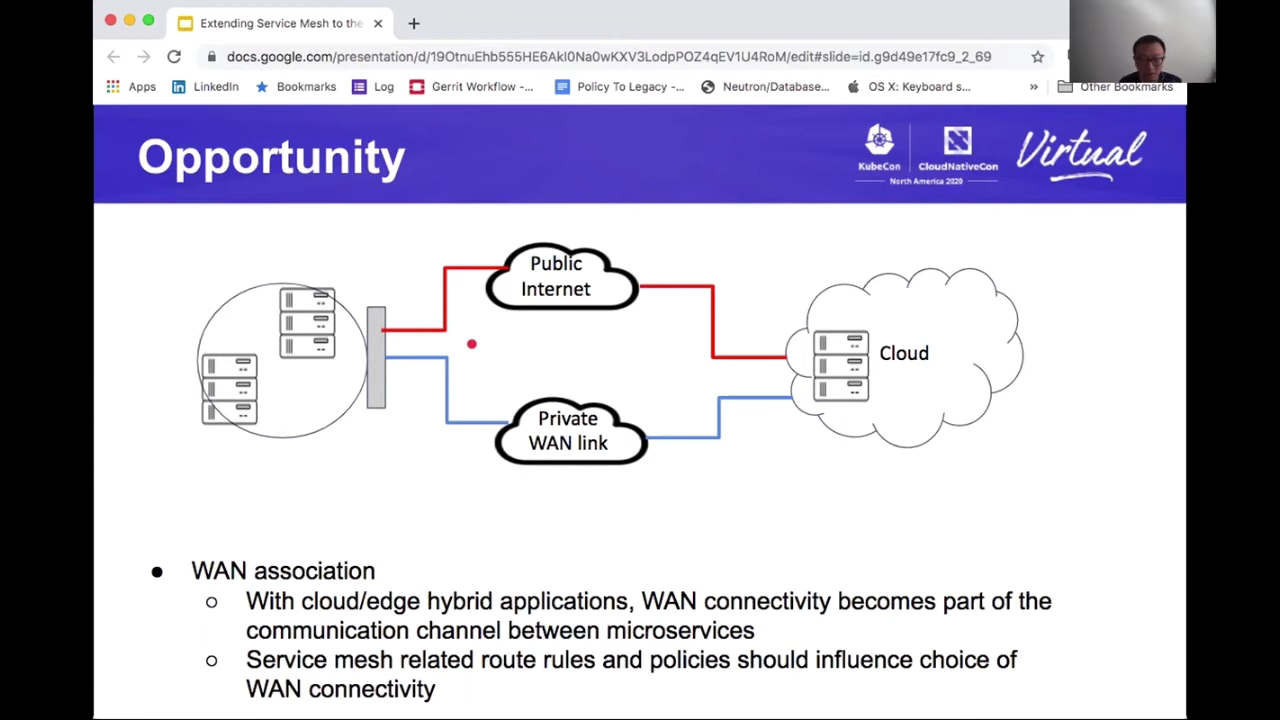 Extending Service Mesh to the
docs.google.com/presentation/d/19OtnuEhb555HE6Akl0Na0wKXV3LodpPOZ4qEV1U4RoM/edit#slide=id.g9d49e17fc9_2_69
Apps
LinkedIn
Bookmarks
Log
Gerrit Workflow -...
Policy To Legacy -...
Neutron/Database...
OS X: Keyboard s...
»
Other Bookmarks
Opportunity
KubeCon
CloudNativeCon
North America 2020
Virtual
Public
Internet
Cloud
Private
WAN link
● WAN association
○ With cloud/edge hybrid applications, WAN connectivity becomes part of the
communication channel between microservices
○ Service mesh related route rules and policies should influence choice of
WAN connectivity